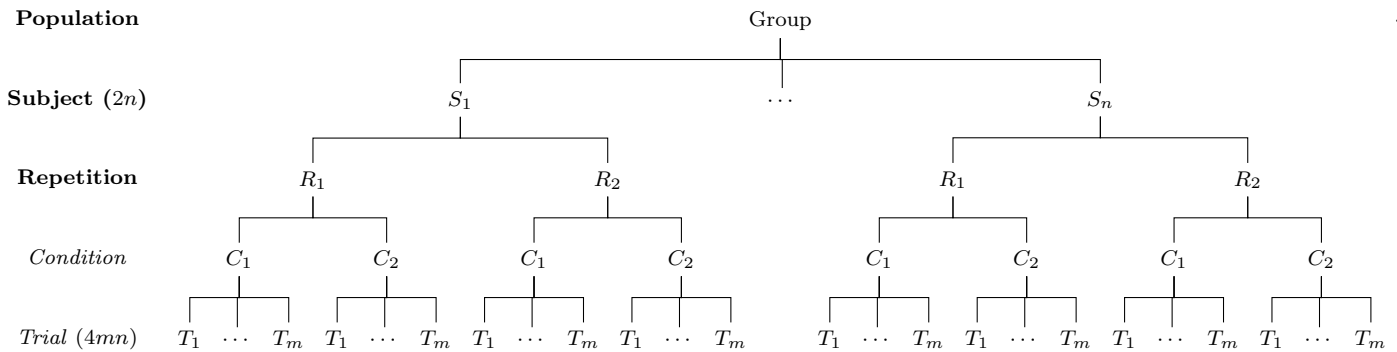 Population Group
Subject (2n) S₁ ⋯ Sₙ
Repetition R₁ R₂ R₁ R₂
Condition C₁ C₂ C₁ C₂ C₁ C₂ C₁ C₂
Trial (4mn) T₁ ⋯ Tₘ T₁ ⋯ Tₘ T₁ ⋯ Tₘ T₁ ⋯ Tₘ T₁ ⋯ Tₘ T₁ ⋯ Tₘ T₁ ⋯ Tₘ T₁ ⋯ Tₘ